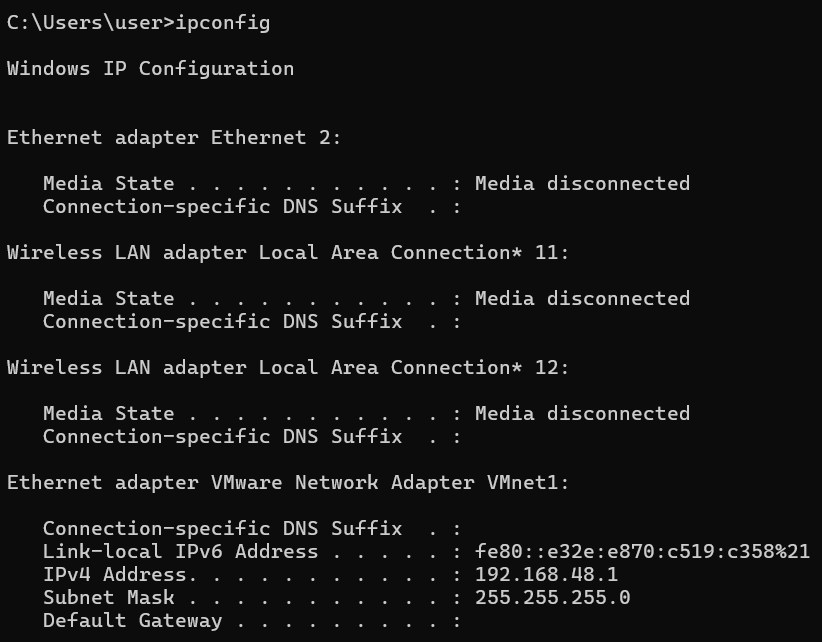 C:\Users\user>ipconfig
Windows IP Configuration
Ethernet adapter Ethernet 2:
   Media State . . . . . . . . . . . : Media disconnected
   Connection-specific DNS Suffix  . :
Wireless LAN adapter Local Area Connection* 11:
   Media State . . . . . . . . . . . : Media disconnected
   Connection-specific DNS Suffix  . :
Wireless LAN adapter Local Area Connection* 12:
   Media State . . . . . . . . . . . : Media disconnected
   Connection-specific DNS Suffix  . :
Ethernet adapter VMware Network Adapter VMnet1:
   Connection-specific DNS Suffix  . :
   Link-local IPv6 Address . . . . . : fe80::e32e:e870:c519:c358%21
   IPv4 Address. . . . . . . . . . . : 192.168.48.1
   Subnet Mask . . . . . . . . . . . : 255.255.255.0
   Default Gateway . . . . . . . . . :